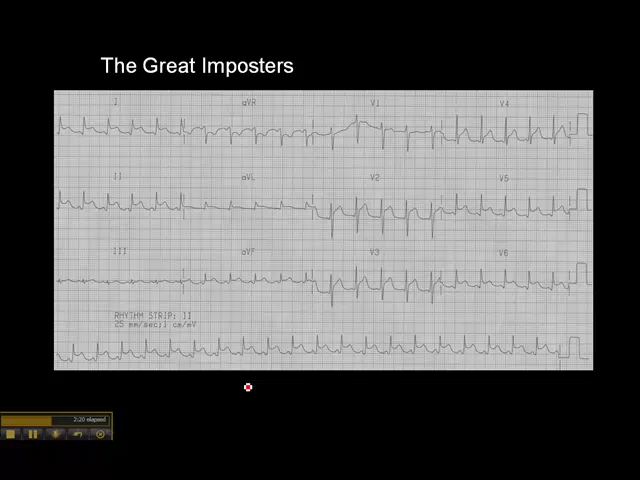 The Great Imposters
I aVR V1 V4
II aVL V2 V5
III aVF V3 V6
RHYTHM STRIP: II
25 mm/sec;1 cm/mV
2:20 elapsed